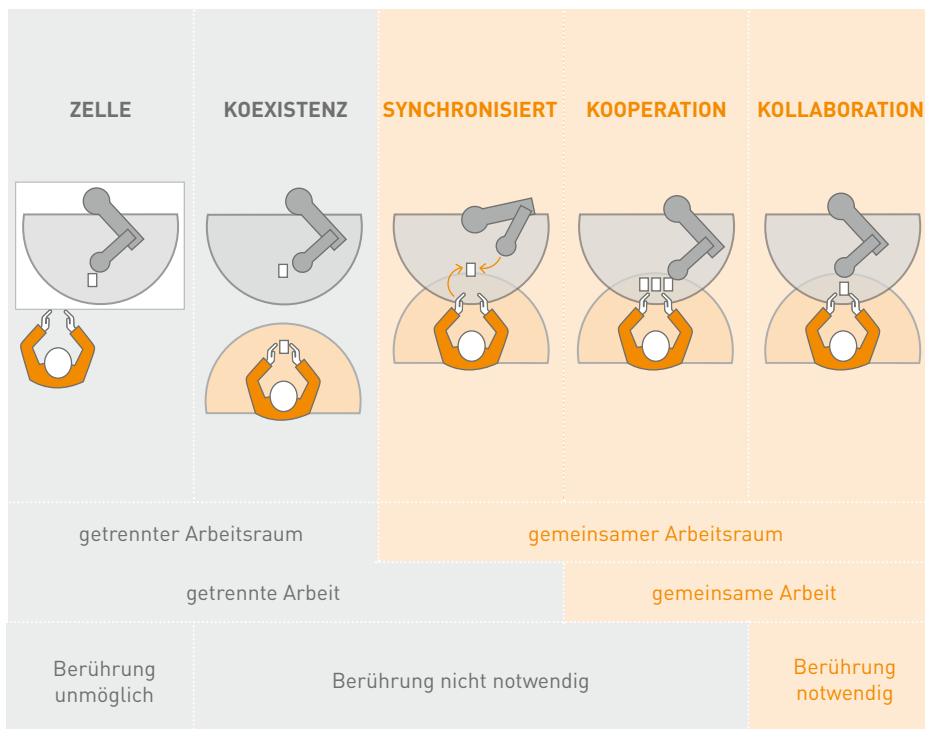 ZELLE
KOEXISTENZ
SYNCHRONISIERT
KOOPERATION
KOLLABORATION
getrennter Arbeitsraum
gemeinsamer Arbeitsraum
getrennte Arbeit
gemeinsame Arbeit
Berührung
unmöglich
Berührung nicht notwendig
Berührung
notwendig